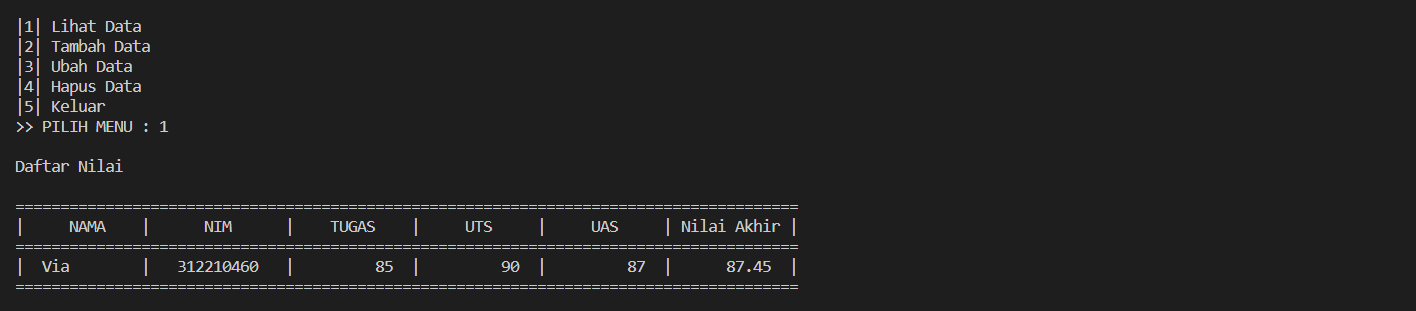 |1| Lihat Data
|2| Tambah Data
|3| Ubah Data
|4| Hapus Data
|5| Keluar
>> PILIH MENU : 1
Daftar Nilai
=======================================================================================
|     NAMA    |      NIM      |    TUGAS    |     UTS     |     UAS     | Nilai Akhir |
=======================================================================================
|  Via        |   312210460   |         85  |         90  |         87  |      87.45  |
=======================================================================================